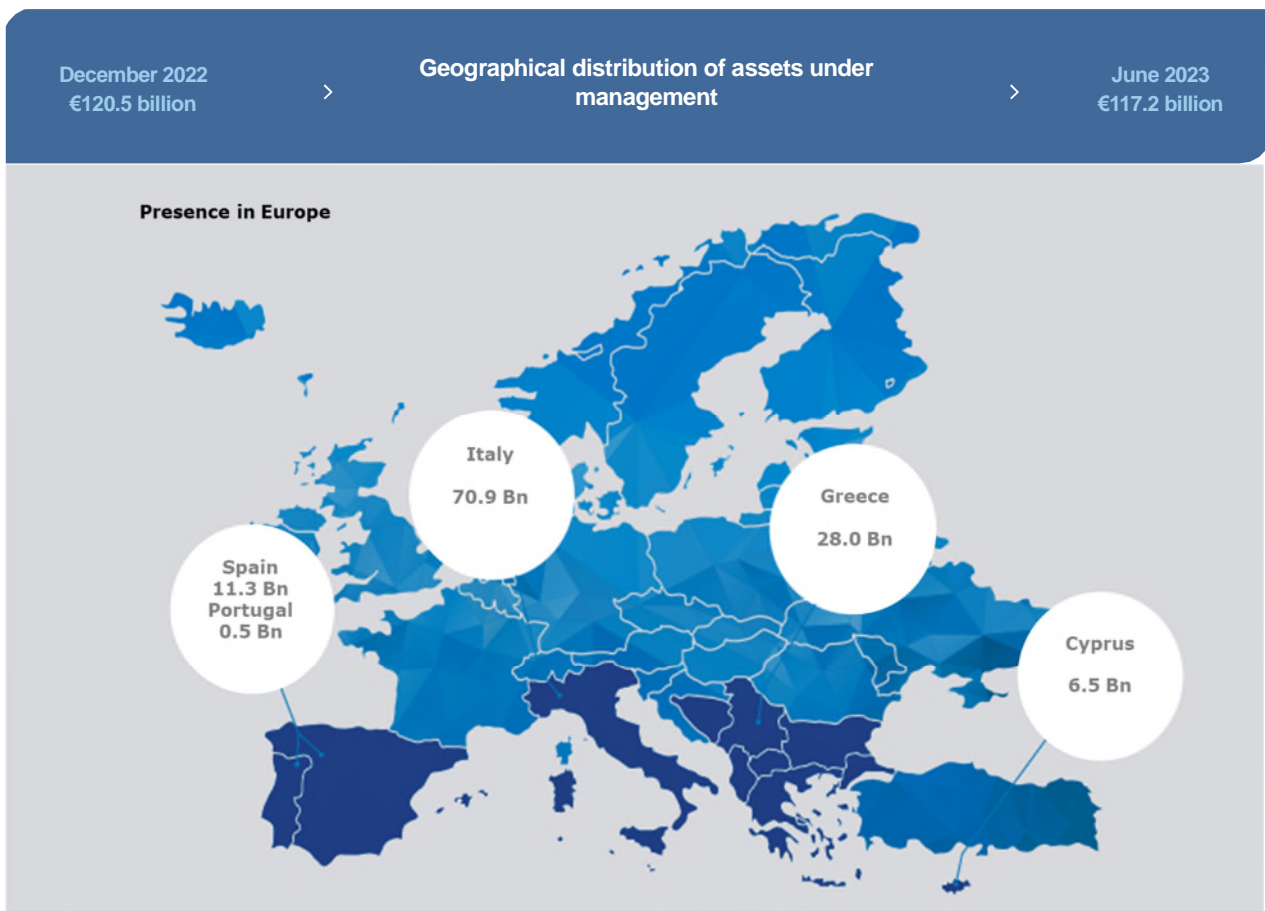 December 2022
€120.5 billion
Geographical distribution of assets under
management
June 2023
€117.2 billion
Presence in Europe
Italy
70.9 Bn
Greece
28.0 Bn
Spain
11.3 Bn
Portugal
0.5 Bn
Cyprus
6.5 Bn